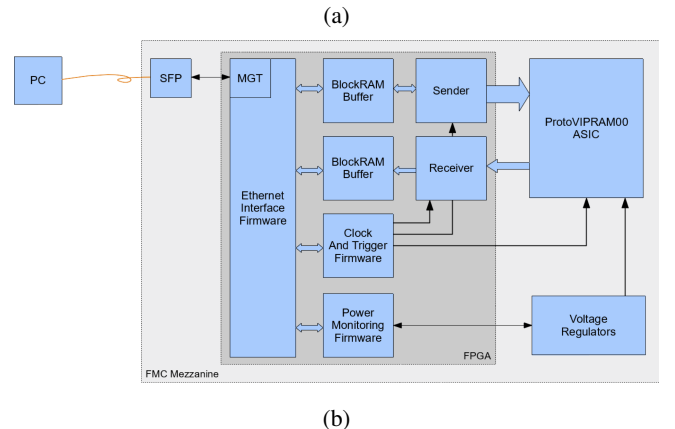 (a)
PC
SFP
MGT
BlockRAM
Buffer
Sender
ProtoVIPRAM00
ASIC
BlockRAM
Buffer
Receiver
Ethernet
Interface
Firmware
Clock
And Trigger
Firmware
Power
Monitoring
Firmware
Voltage
Regulators
FPGA
FMC Mezzanine
(b)